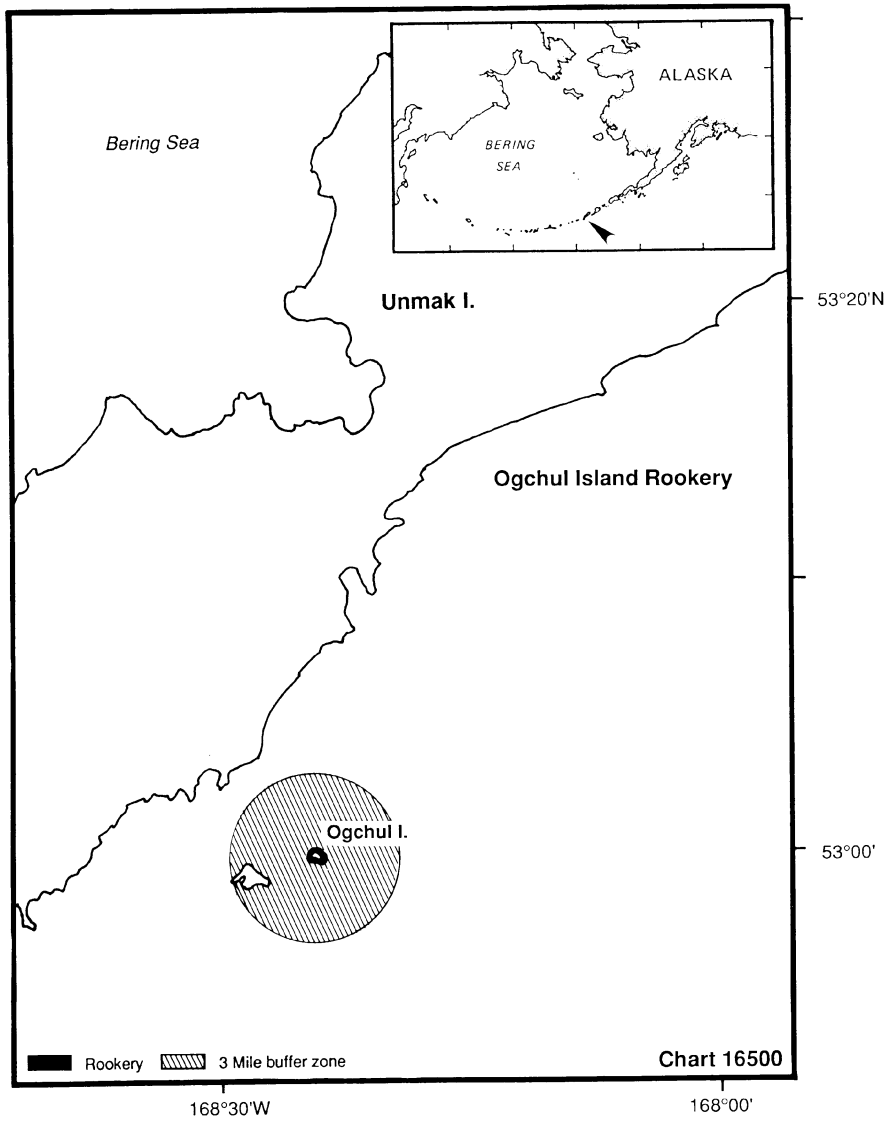 Bering Sea
ALASKA
BERING
SEA
Unmak I.
53°20'N
Ogchul Island Rookery
Ogchul I.
53°00'
Rookery
3 Mile buffer zone
Chart 16500
168°30'W
168°00'